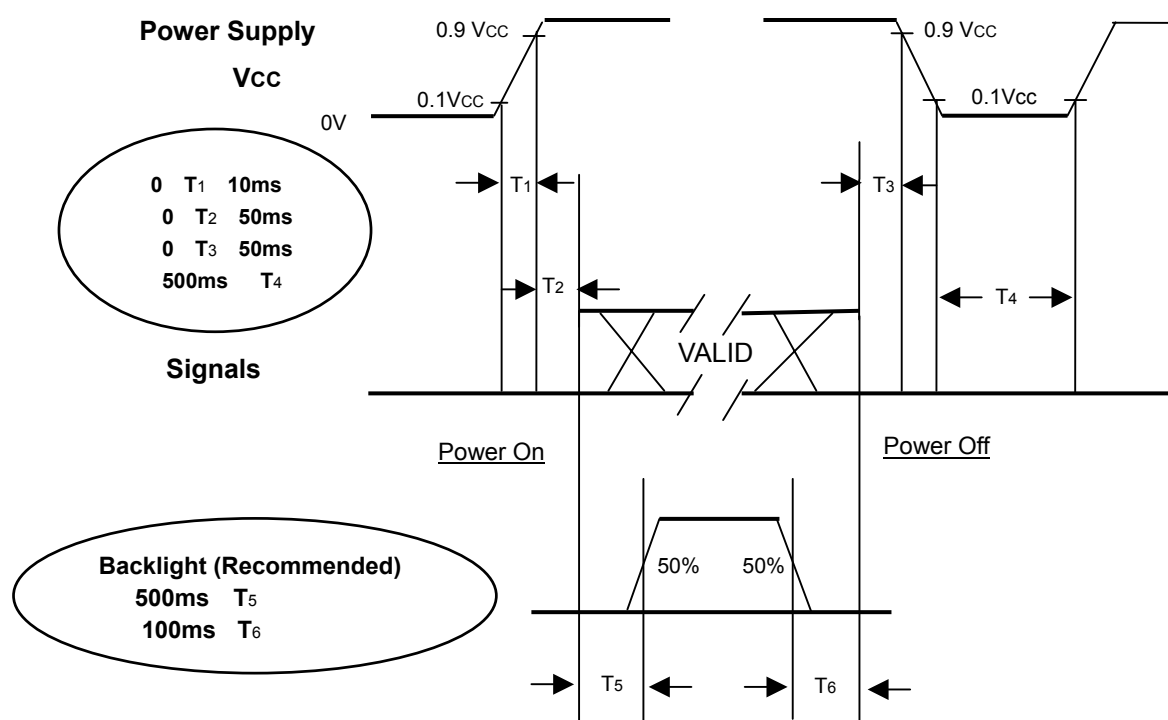 Power Supply
Vcc
0.9 Vcc
0.9 Vcc
0.1Vcc
0.1Vcc
0V
0 T1 10ms
0 T2 50ms
0 T3 50ms
500ms T4
T1
T3
T2
T4
VALID
Signals
Power On
Power Off
Backlight (Recommended)
500ms T5
100ms T6
50% 50%
T5
T6